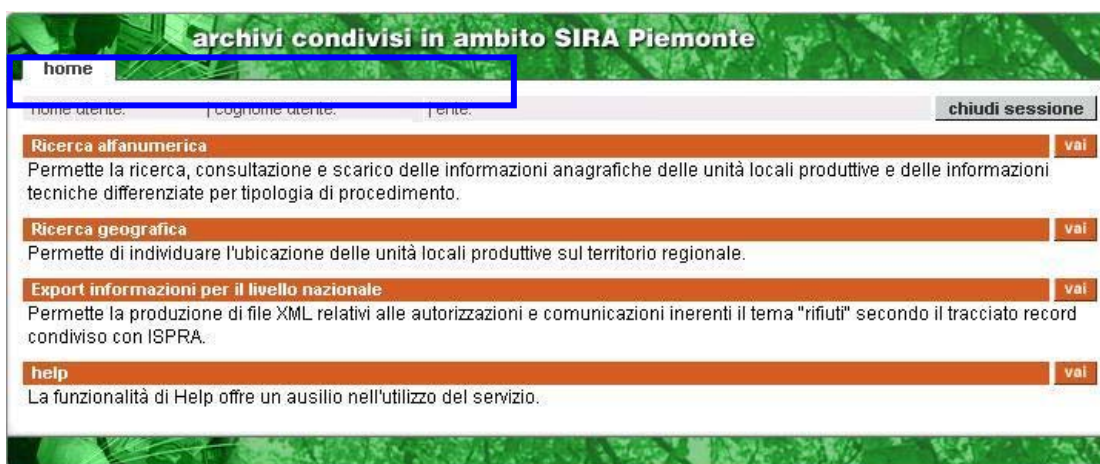 archivi condivisi in ambito SIRA Piemonte
home
nome utente: | cognome utente: | ente: chiudi sessione
Ricerca alfanumerica vai
Permette la ricerca, consultazione e scarico delle informazioni anagrafiche delle unità locali produttive e delle informazioni
tecniche differenziate per tipologia di procedimento.
Ricerca geografica vai
Permette di individuare l'ubicazione delle unità locali produttive sul territorio regionale.
Export informazioni per il livello nazionale vai
Permette la produzione di file XML relativi alle autorizzazioni e comunicazioni inerenti il tema "rifiuti" secondo il tracciato record
condiviso con ISPRA.
help vai
La funzionalità di Help offre un ausilio nell'utilizzo del servizio.